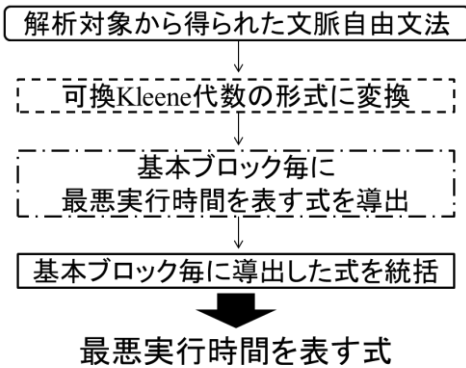 解析対象から得られた文脈自由文法
可換Kleene代数の形式に変換
基本ブロック毎に
最悪実行時間を表す式を導出
基本ブロック毎に導出した式を統括
最悪実行時間を表す式